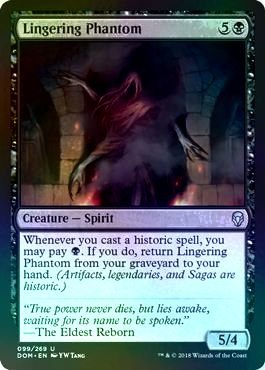 Lingering Phantom 5
Creature — Spirit
Whenever you cast a historic spell, you
may pay . If you do, return Lingering
Phantom from your graveyard to your
hand. (Artifacts, legendaries, and Sagas are
historic.)
“True power never dies, but lies awake,
waiting for its name to be spoken.”
—The Eldest Reborn
5/4
099/269 U
DOM • EN YW Tang
™ & © 2018 Wizards of the Coast